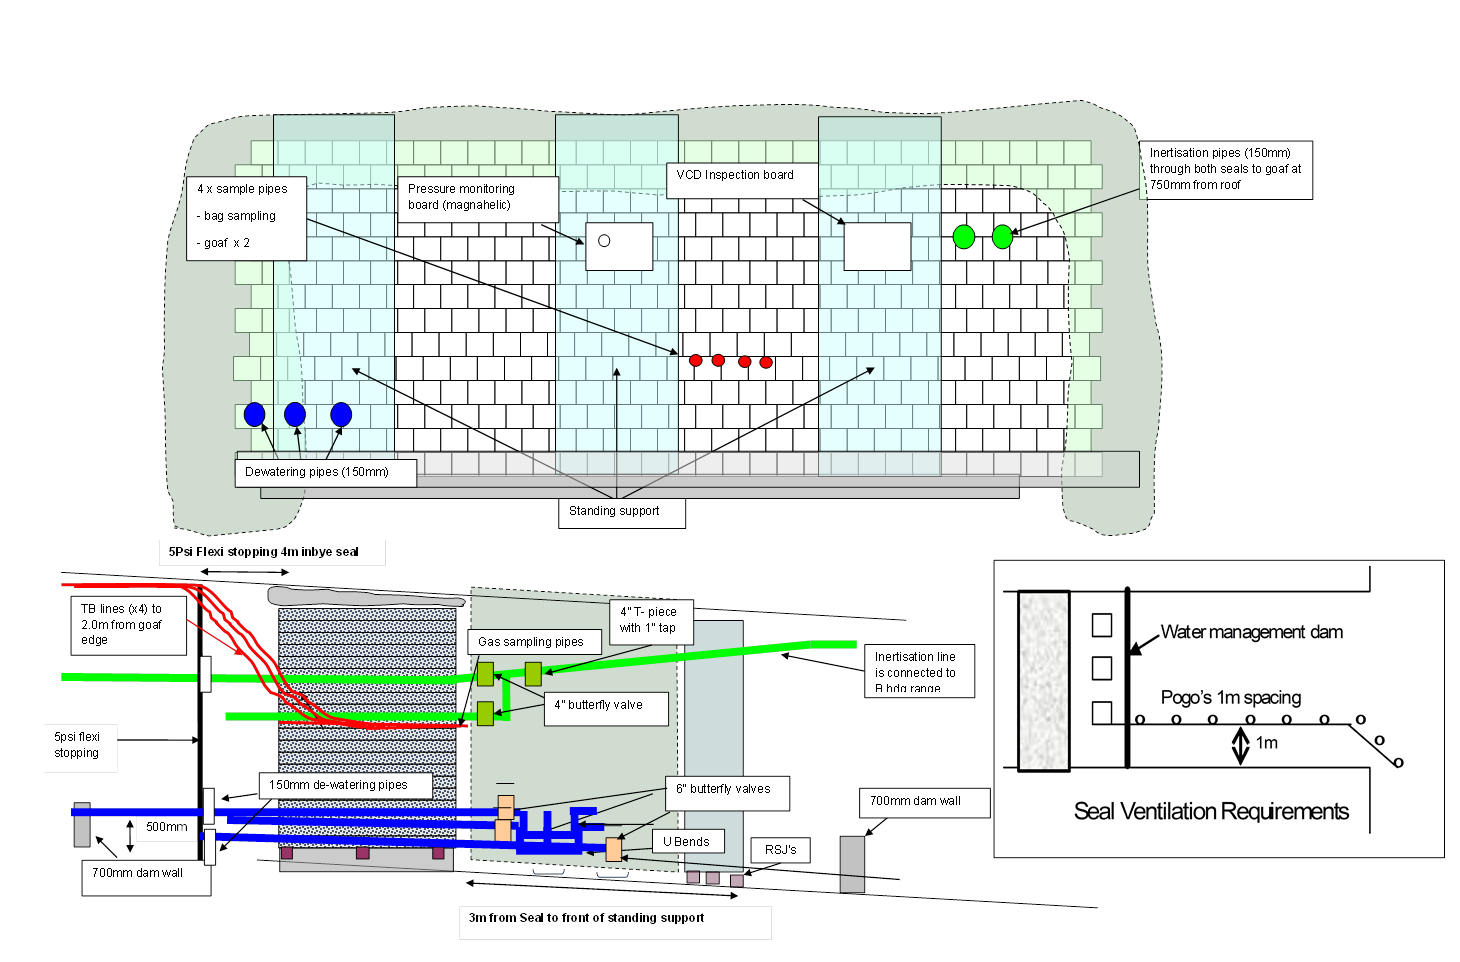 Inertisation pipes (150mm)
through both seals to goaf at
750mm from roof
VCD Inspection board
4 x sample pipes
- bag sampling
- goaf x 2
Pressure monitoring
board (magnahelic)
Dewatering pipes (150mm)
Standing support
5Psi Flexi stopping 4m inbye seal
TB lines (x4) to
2.0m from goaf
edge
4" T- piece
with 1" tap
Gas sampling pipes
Inertisation line
is connected to
B hdg range
4" butterfly valve
5psi flexi
stopping
150mm de-watering pipes
6" butterfly valves
700mm dam wall
500mm
U Bends
RSJ's
700mm dam wall
3m from Seal to front of standing support
Water management dam
Pogo's 1m spacing
o o o o o o o
o
o
1m
Seal Ventilation Requirements